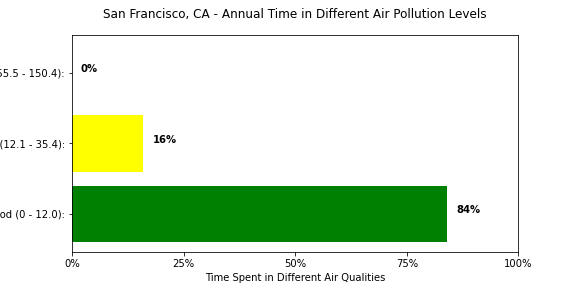 San Francisco, CA - Annual Time in Different Air Pollution Levels
55.5 - 150.4):
0%
(12.1 - 35.4):
16%
od (0 - 12.0):
84%
0%
25%
50%
75%
100%
Time Spent in Different Air Qualities